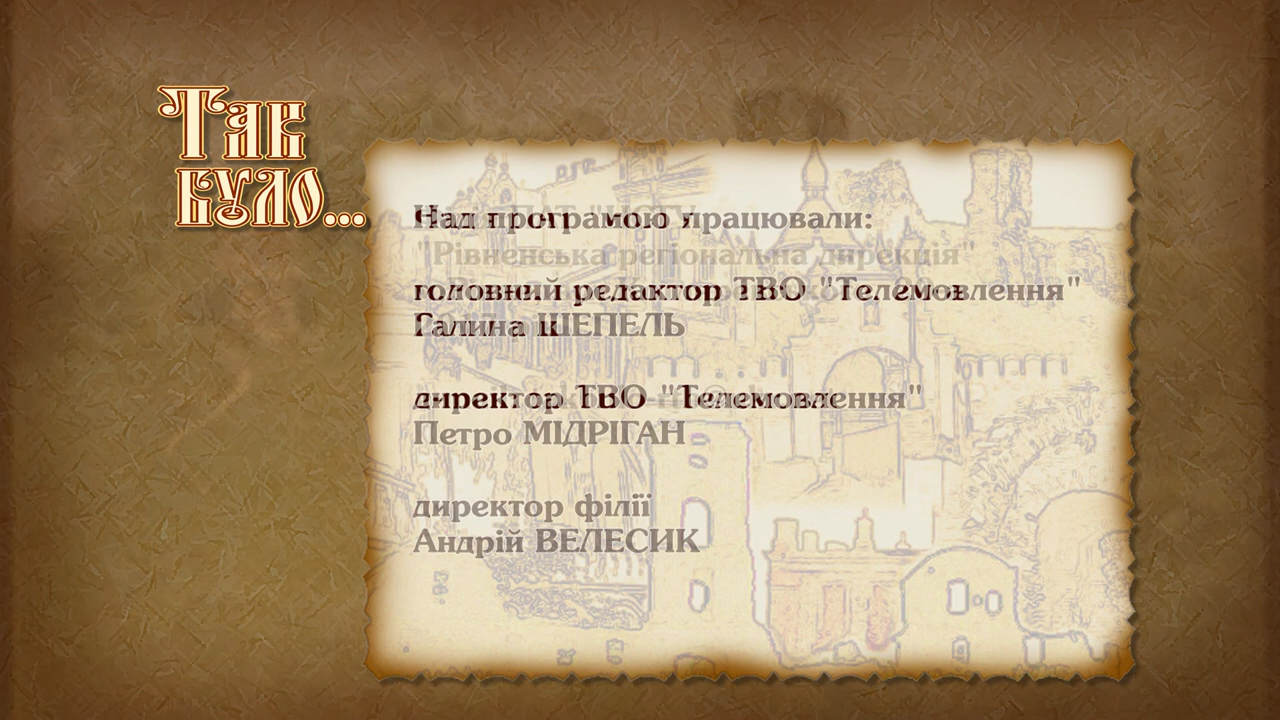 Так
було...
Над програмою працювали:
"Рівненська регіональна дирекція"
головний редактор ТВО "Телемовлення"
Галина ШЕПЕЛЬ
директор ТВО "Телемовлення"
Петро МІДРІГАН
директор філії
Андрій ВЕЛЕСИК